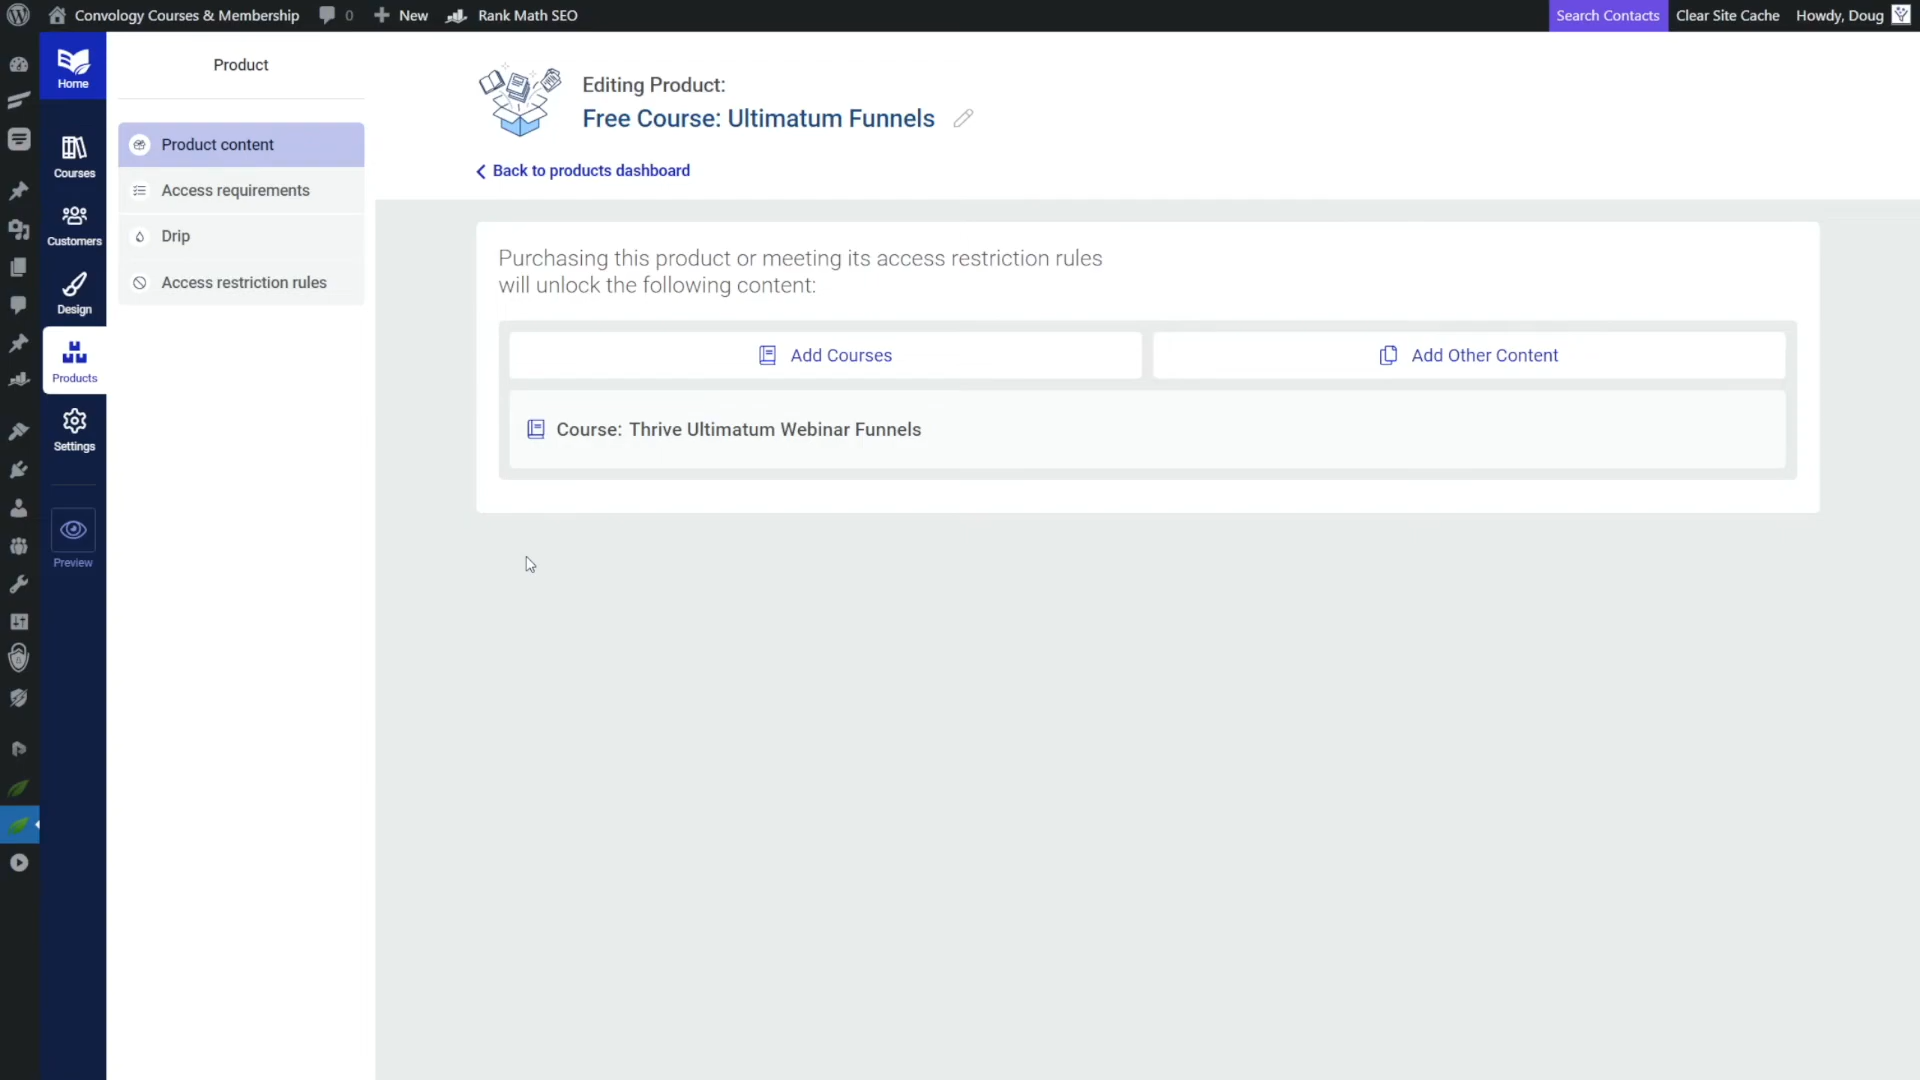 Convology Courses & Membership
0
New
Rank Math SEO
Search Contacts
Clear Site Cache
Howdy, Doug
Home
Courses
Customers
Design
Products
Settings
Preview
Product
Product content
Access requirements
Drip
Access restriction rules
Editing Product:
Free Course: Ultimatum Funnels
Back to products dashboard
Purchasing this product or meeting its access restriction rules
will unlock the following content:
Add Courses
Add Other Content
Course: Thrive Ultimatum Webinar Funnels